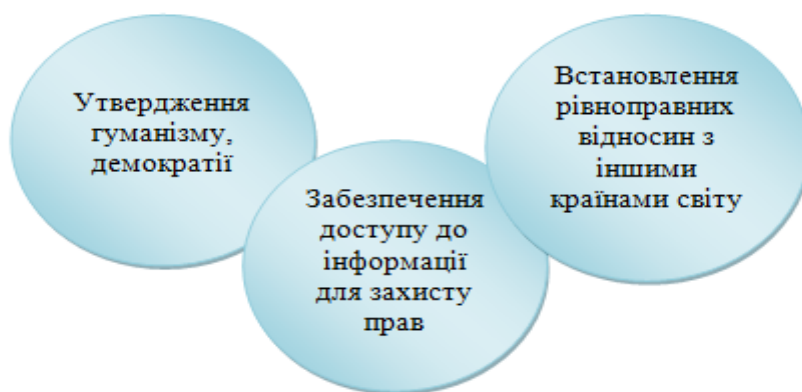 Утвердження
гуманізму,
демократії
Забезпечення
доступу до
інформації
для захисту
прав
Встановлення
рівноправних
відносин з
іншими
країнами світу